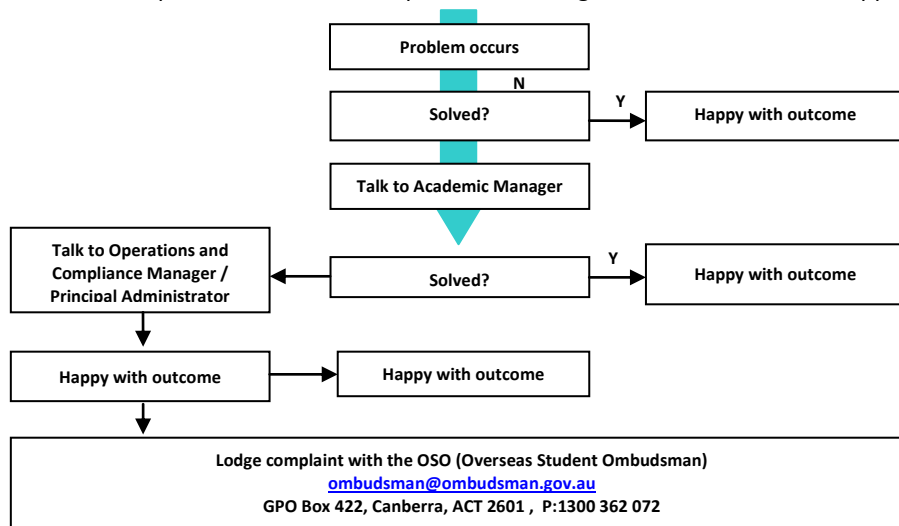 Problem occurs
N
Solved?
Y
Happy with outcome
Talk to Academic Manager
Talk to Operations and
Compliance Manager /
Principal Administrator
Solved?
Y
Happy with outcome
Happy with outcome
Happy with outcome
Lodge complaint with the OSO (Overseas Student Ombudsman)
ombudsman@ombudsman.gov.au
GPO Box 422, Canberra, ACT 2601 , P:1300 362 072